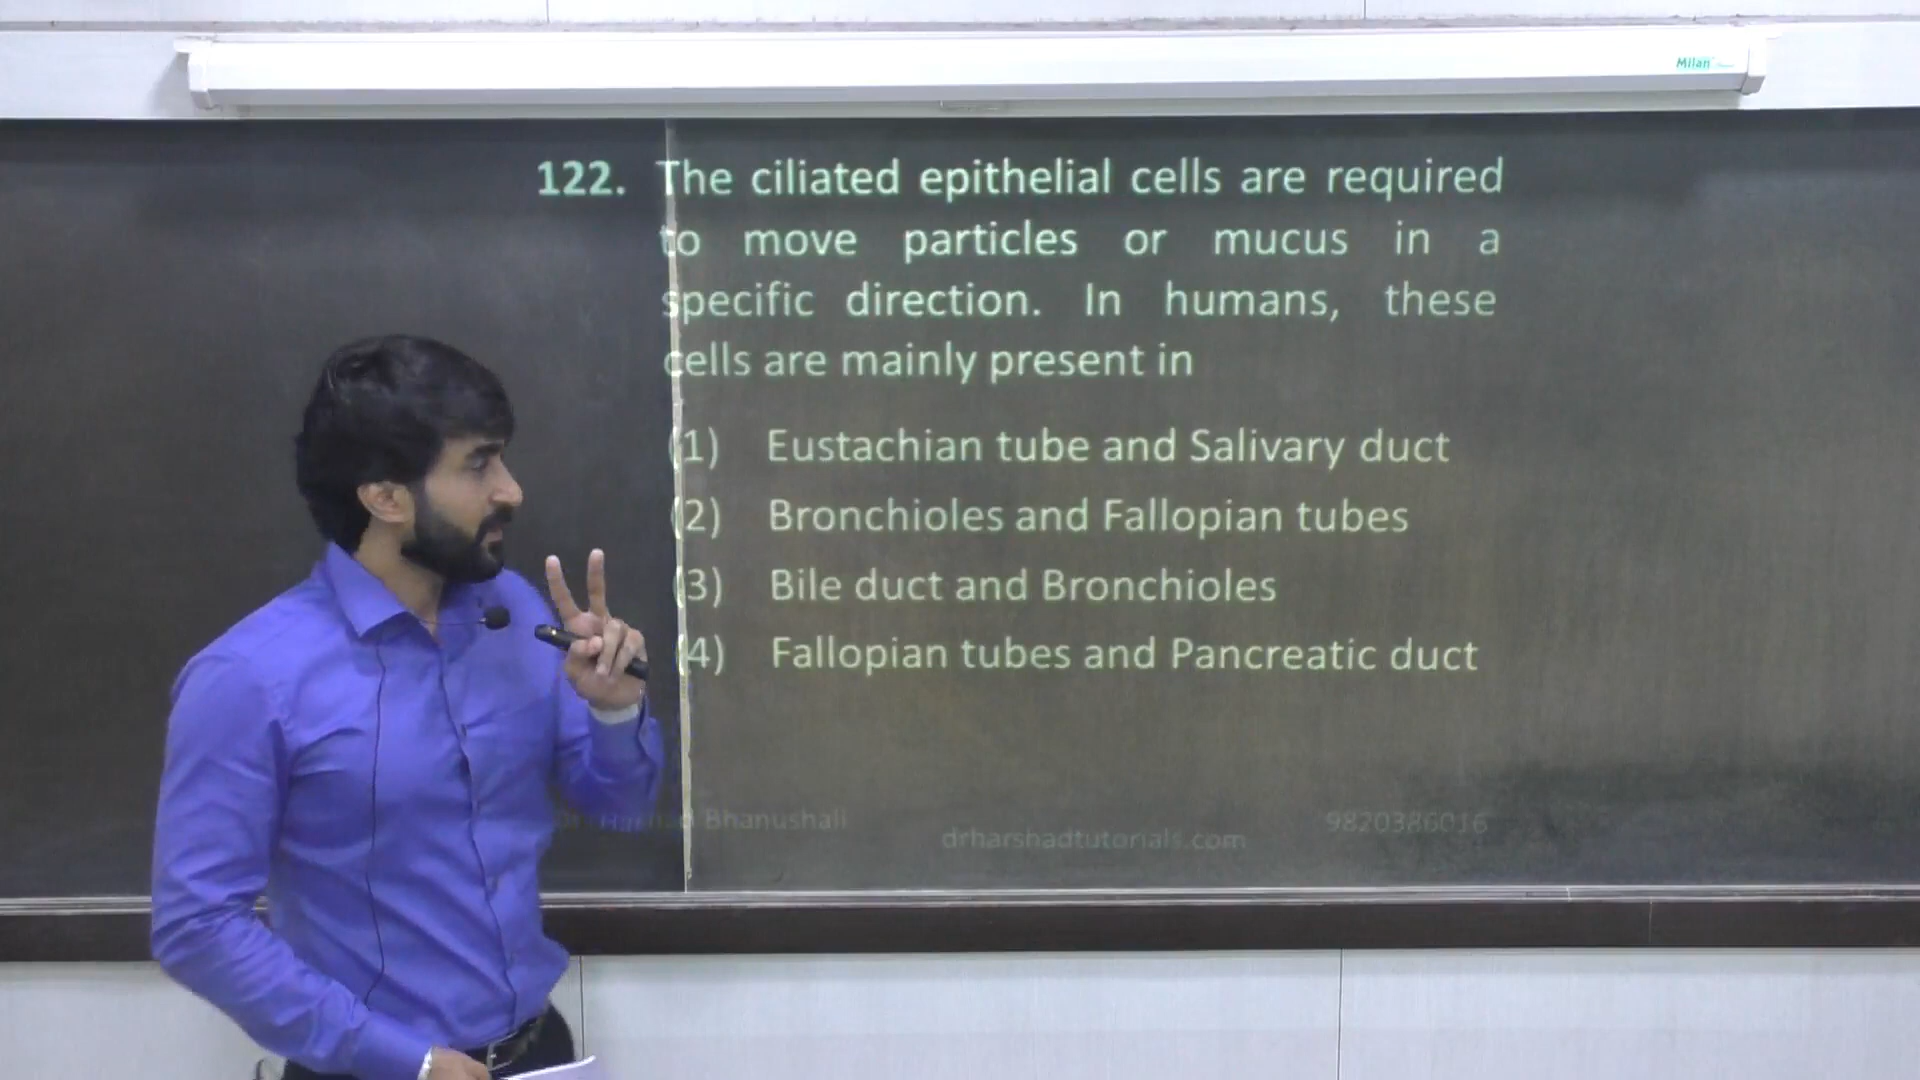 Milan
122. The ciliated epithelial cells are required
to move particles or mucus in a
specific direction. In humans, these
cells are mainly present in
(1) Eustachian tube and Salivary duct
(2) Bronchioles and Fallopian tubes
(3) Bile duct and Bronchioles
(4) Fallopian tubes and Pancreatic duct
Bhanushali
drharshadtutorials.com
9820386016